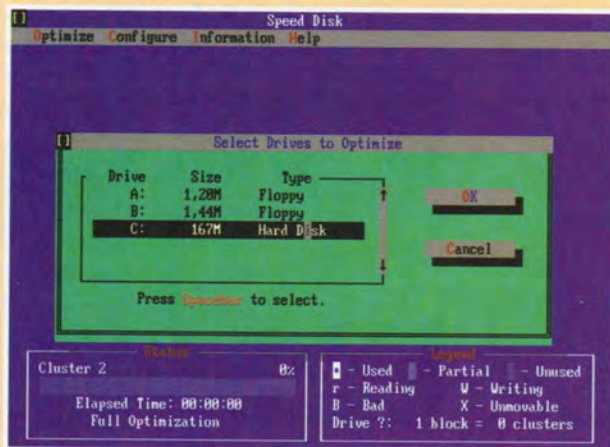 Speed Disk
Optimize Configure Information Help
Select Drives to Optimize
Drive Size Type
A: 1,20M Floppy
B: 1,44M Floppy
C: 167M Hard Disk
OK
Cancel
Press Spacebar to select.
Status
Cluster 2 0%
Elapsed Time: 00:00:00
Full Optimization
Legend
- Used - Partial - Unused
r - Reading W - Writing
B - Bad X - Unmovable
Drive ?: 1 block = 0 clusters